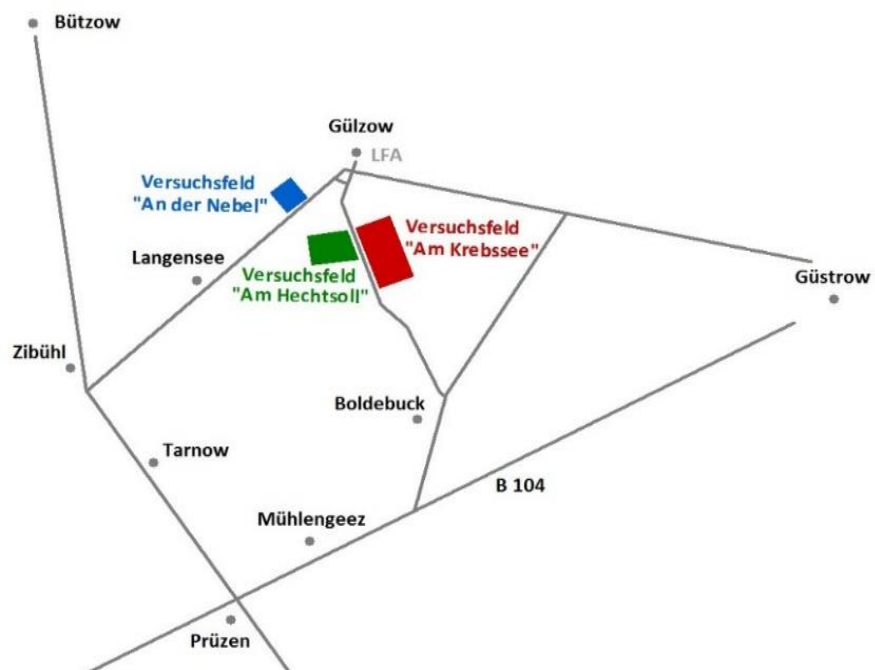 Bützow
Gülzow
LFA
Versuchsfeld
"An der Nebel"
Versuchsfeld
"Am Krebssee"
Langensee
Versuchsfeld
"Am Hechtsoll"
Güstrow
Zibühl
Boldebuck
Tarnow
B 104
Mühlengeez
Prüzen